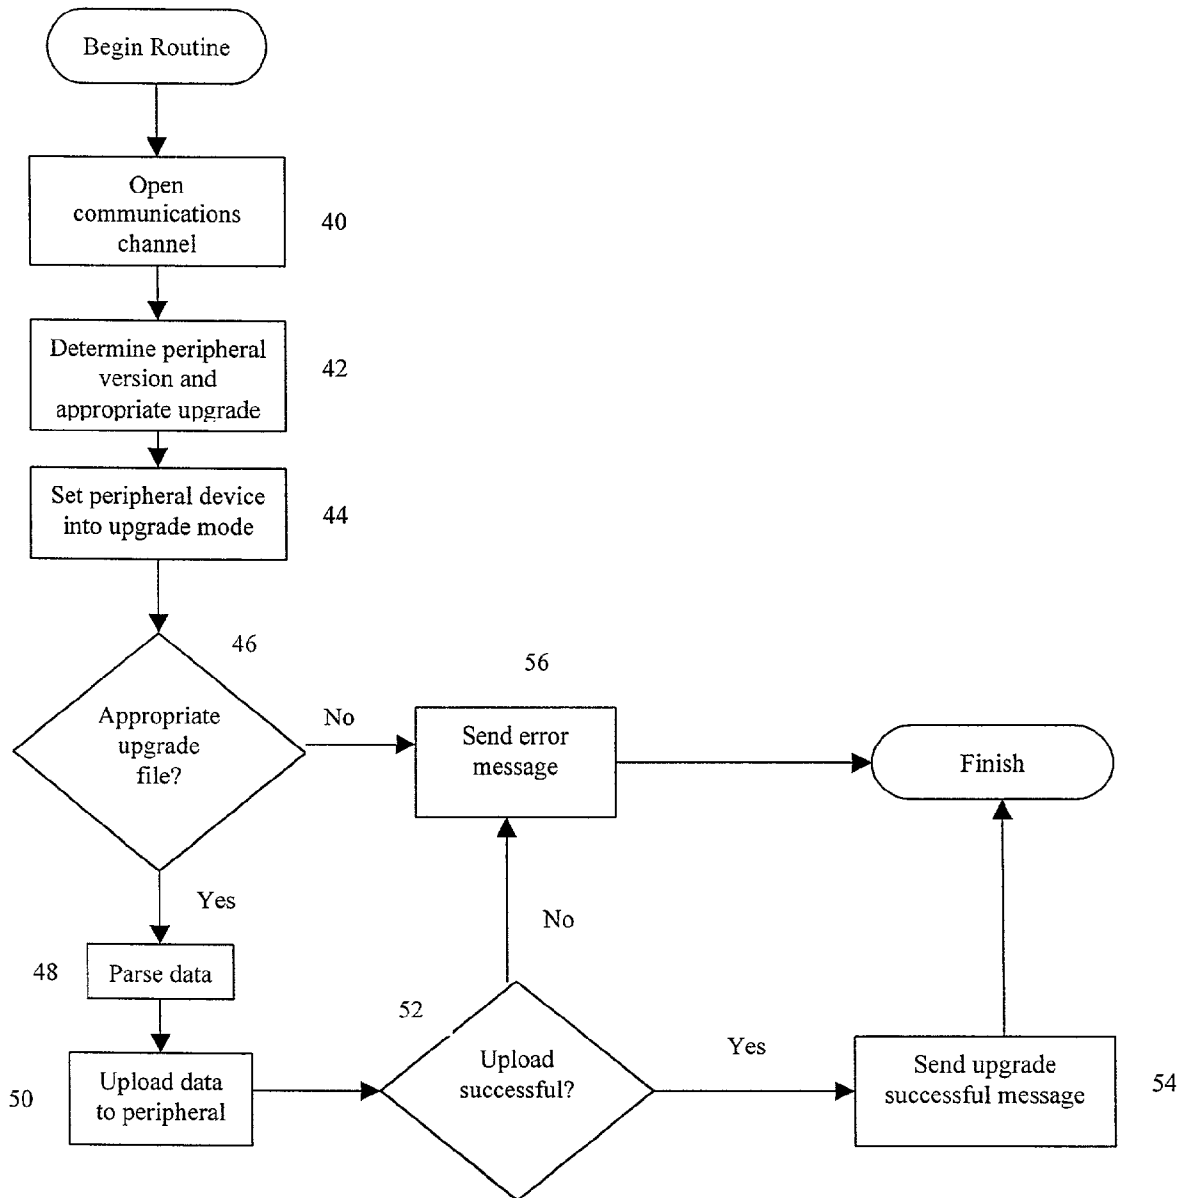 Begin Routine
Open
communications
channel
40
Determine peripheral
version and
appropriate upgrade
42
Set peripheral device
into upgrade mode
44
46
Appropriate
upgrade
file?
No
56
Send error
message
Finish
Yes
No
48
Parse data
52
50
Upload data
to peripheral
Upload
successful?
Yes
Send upgrade
successful message
54